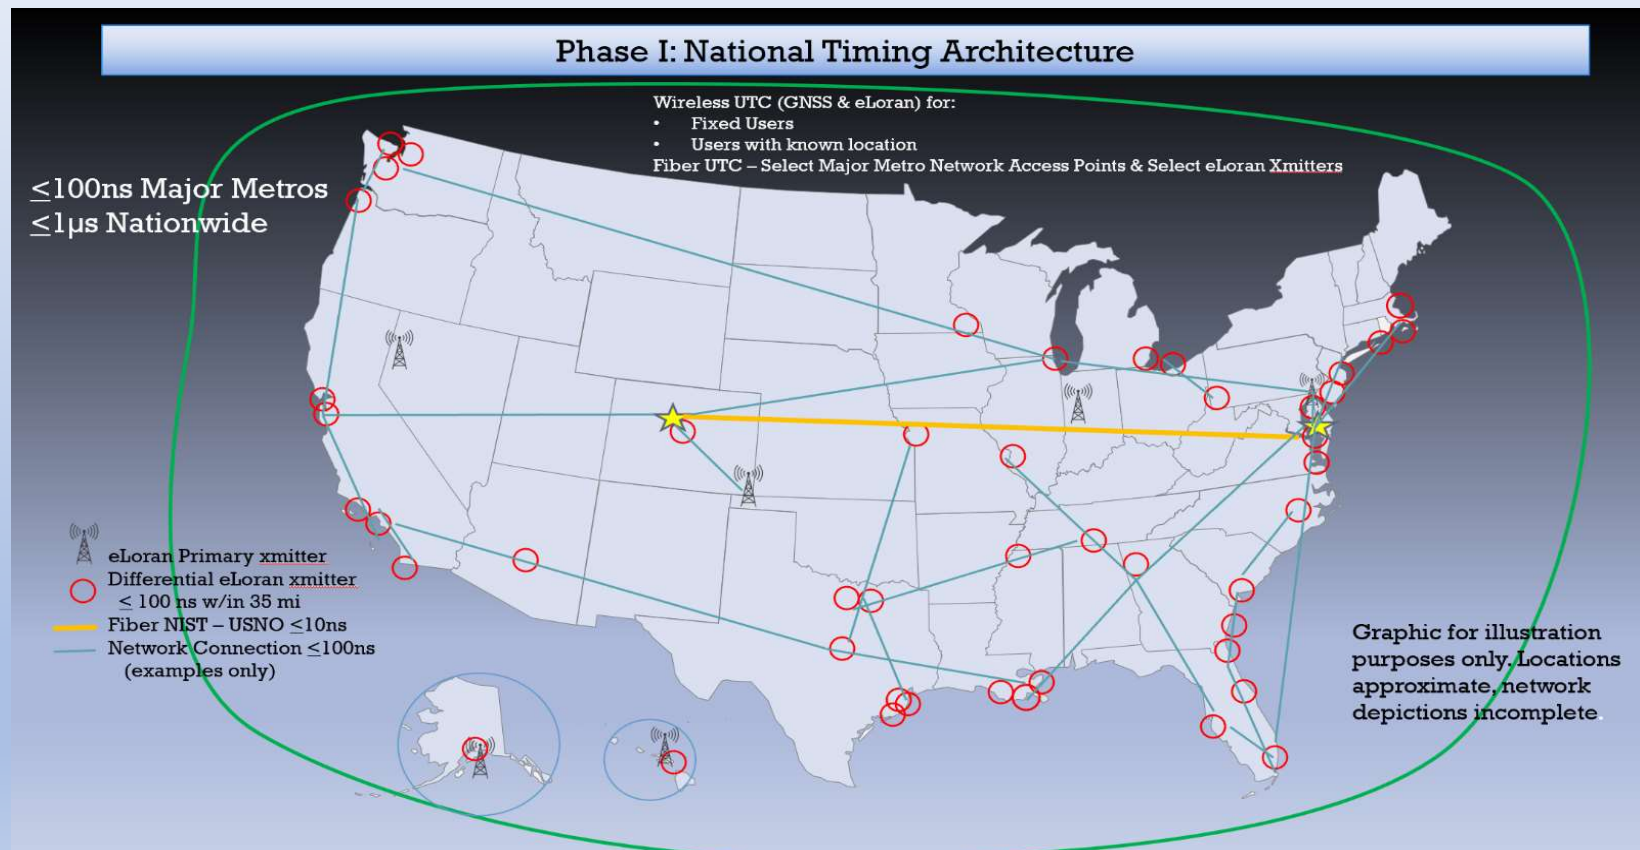 Phase I: National Timing Architecture
Wireless UTC (GNSS & eLoran) for:
• Fixed Users
• Users with known location
Fiber UTC – Select Major Metro Network Access Points & Select eLoran Xmitters
≤100ns Major Metros
≤1µs Nationwide
eLoran Primary xmitter
Differential eLoran xmitter
≤ 100 ns w/in 35 mi
Fiber NIST – USNO ≤10ns
Network Connection ≤100ns
(examples only)
Graphic for illustration
purposes only. Locations
approximate, network
depictions incomplete.